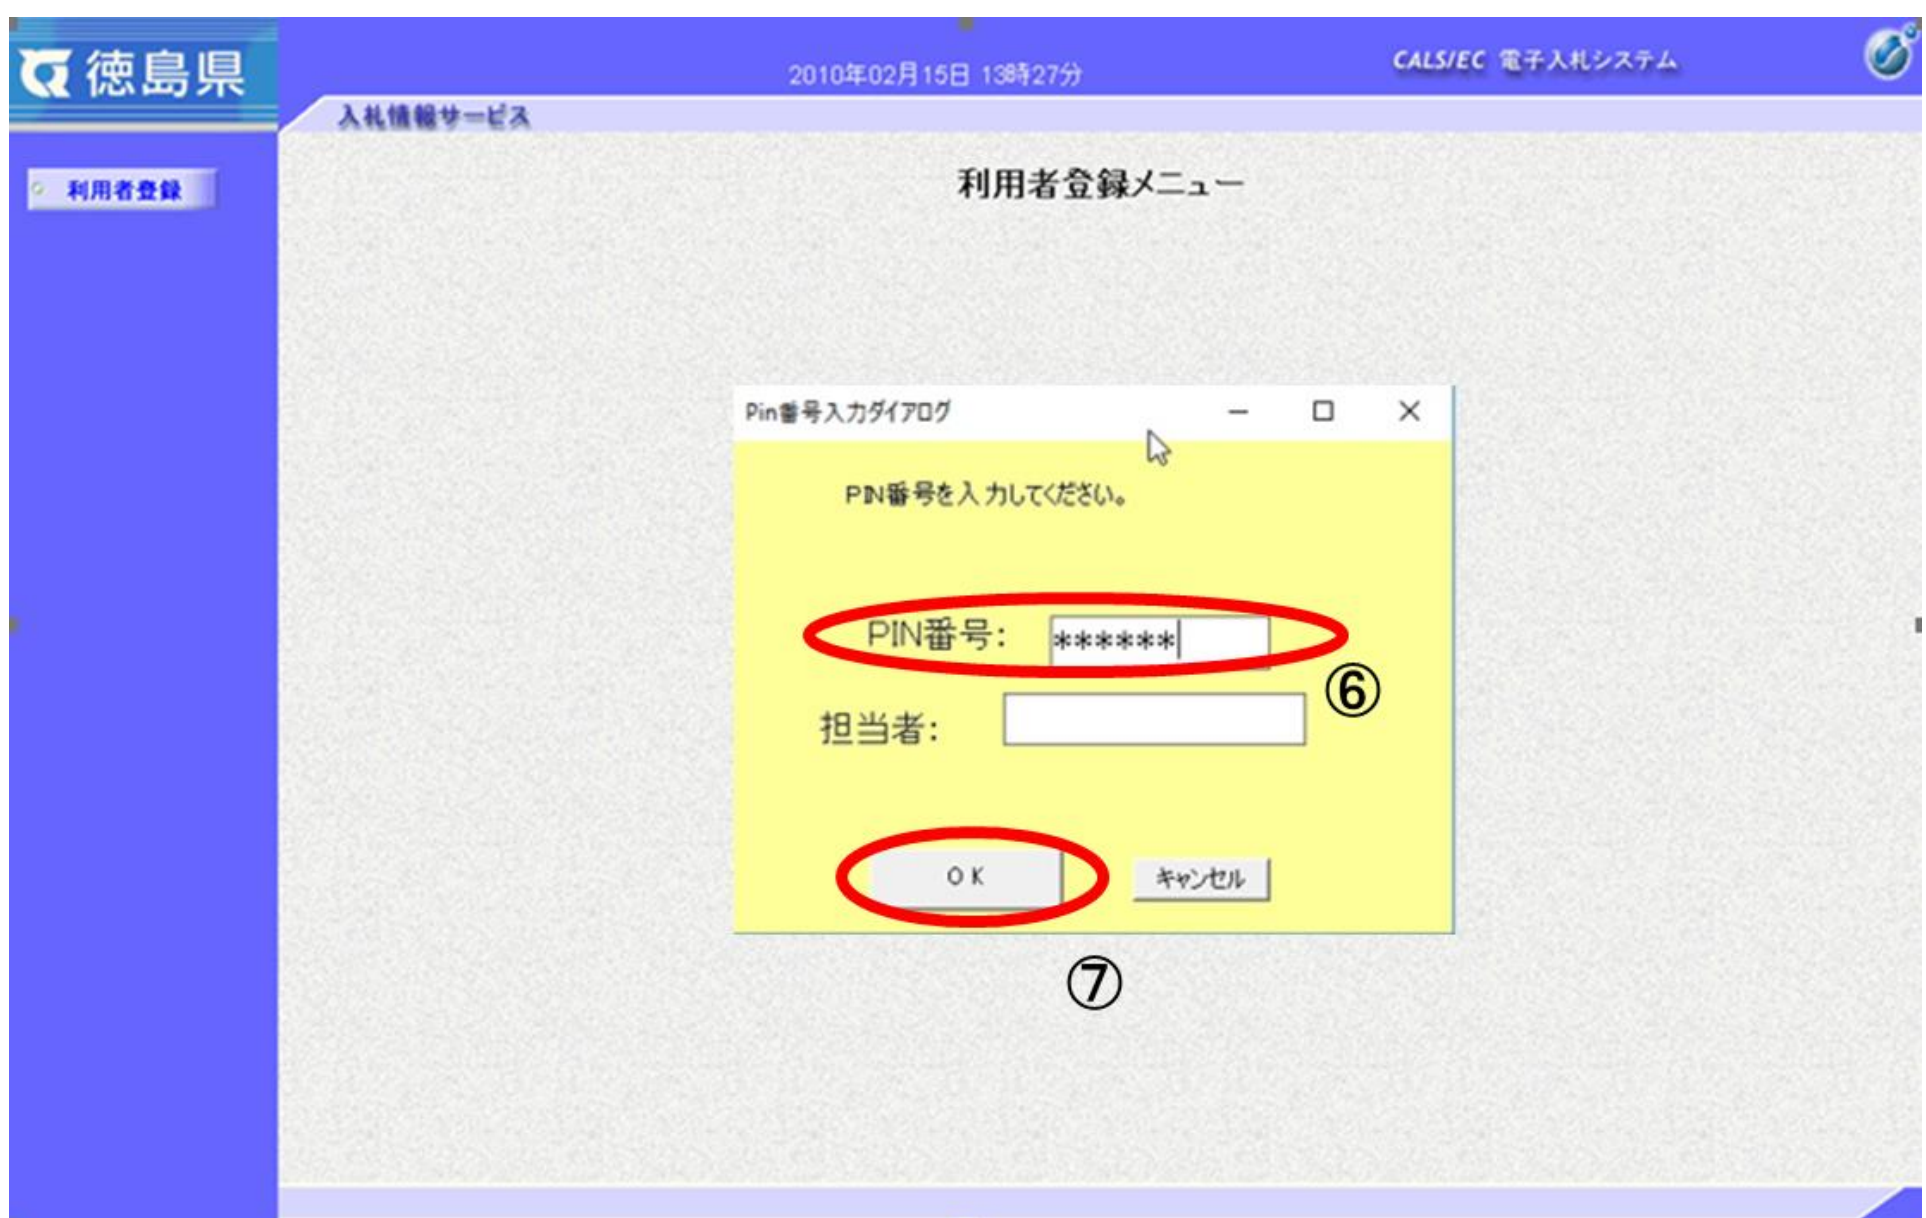 徳島県
2010年02月15日 13時27分
CALS/EC 電子入札システム
入札情報サービス
利用者登録
利用者登録メニュー
Pin番号入力ダイアログ
PIN番号を入力してください。
PIN番号: ******
⑥
担当者:
OK キャンセル
⑦